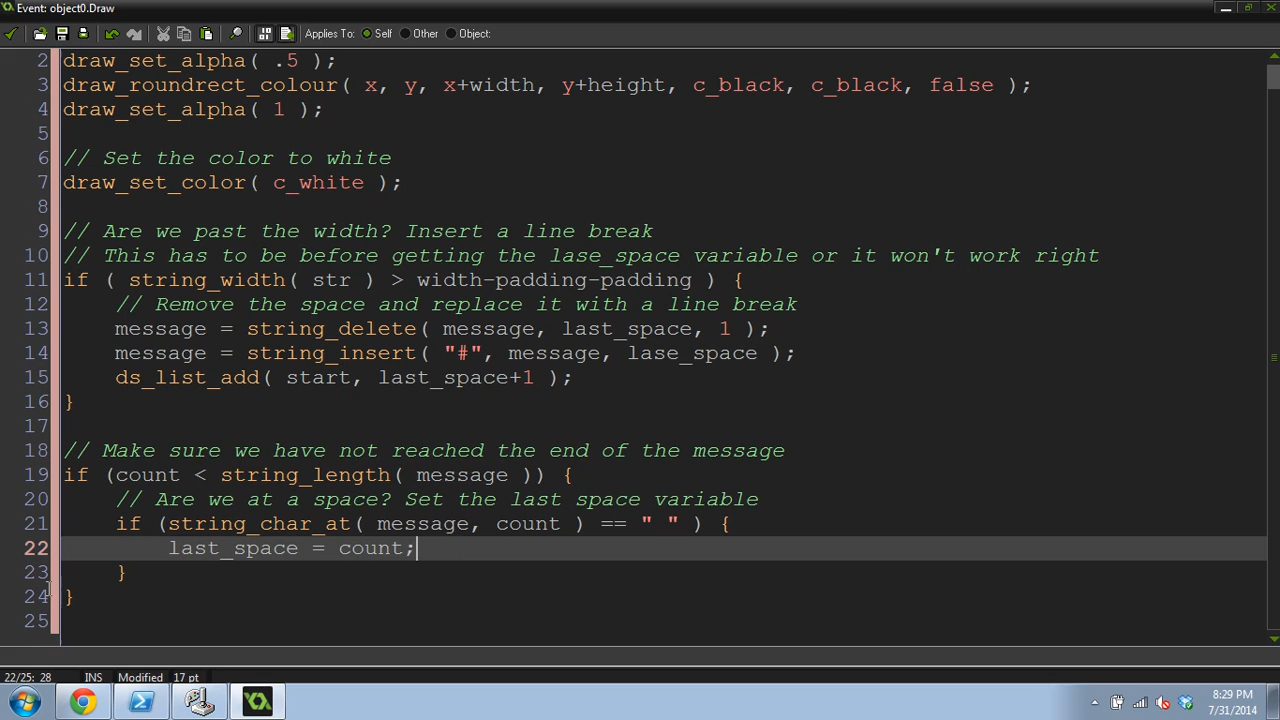 Event: object0.Draw
Applies To: Self Other Object:
2 draw_set_alpha( .5 );
3 draw_roundrect_colour( x, y, x+width, y+height, c_black, c_black, false );
4 draw_set_alpha( 1 );
5
6 // Set the color to white
7 draw_set_color( c_white );
8
9 // Are we past the width? Insert a line break
10 // This has to be before getting the lase_space variable or it won't work right
11 if ( string_width( str ) > width-padding-padding ) {
12 // Remove the space and replace it with a line break
13 message = string_delete( message, last_space, 1 );
14 message = string_insert( "#", message, lase_space );
15 ds_list_add( start, last_space+1 );
16 }
17
18 // Make sure we have not reached the end of the message
19 if (count < string_length( message )) {
20 // Are we at a space? Set the last space variable
21 if (string_char_at( message, count ) == " " ) {
22 last_space = count;
23 }
24 }
25
22/25: 28 INS Modified 17 pt
8:29 PM
7/31/2014